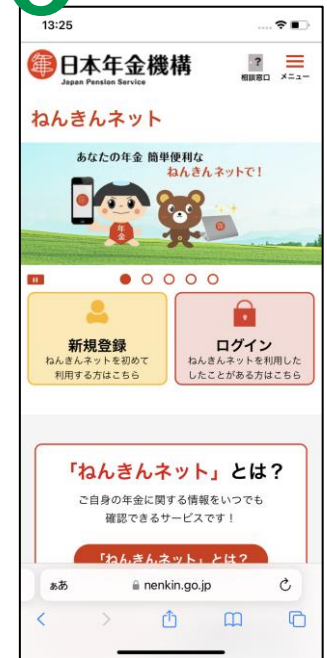 13:25
年
日本年金機構
Japan Pension Service
?
相談窓口
メニュー
ねんきんネット
あなたの年金 簡単便利な
ねんきんネットで!
年金
新規登録
ねんきんネットを初めて
利用する方はこちら
ログイン
ねんきんネットを利用した
したことがある方はこちら
「ねんきんネット」とは?
ご自身の年金に関する情報をいつでも
確認できるサービスです!
「ねんきんネット」とは?
ぁあ
nenkin.go.jp